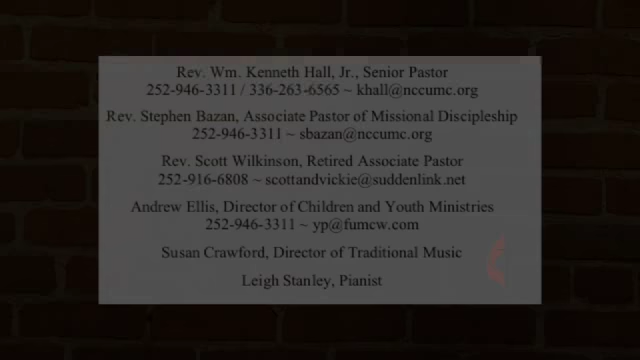 Rev. Wm. Kenneth Hall, Jr., Senior Pastor
252-946-3311 / 336-263-6565 ~ khall@nccumc.org
Rev. Stephen Bazan, Associate Pastor of Missional Discipleship
252-946-3311 ~ sbazan@nccumc.org
Rev. Scott Wilkinson, Retired Associate Pastor
252-916-6808 ~ scottandvickie@suddenlink.net
Andrew Ellis, Director of Children and Youth Ministries
252-946-3311 ~ yp@fumcw.com
Susan Crawford, Director of Traditional Music
Leigh Stanley, Pianist